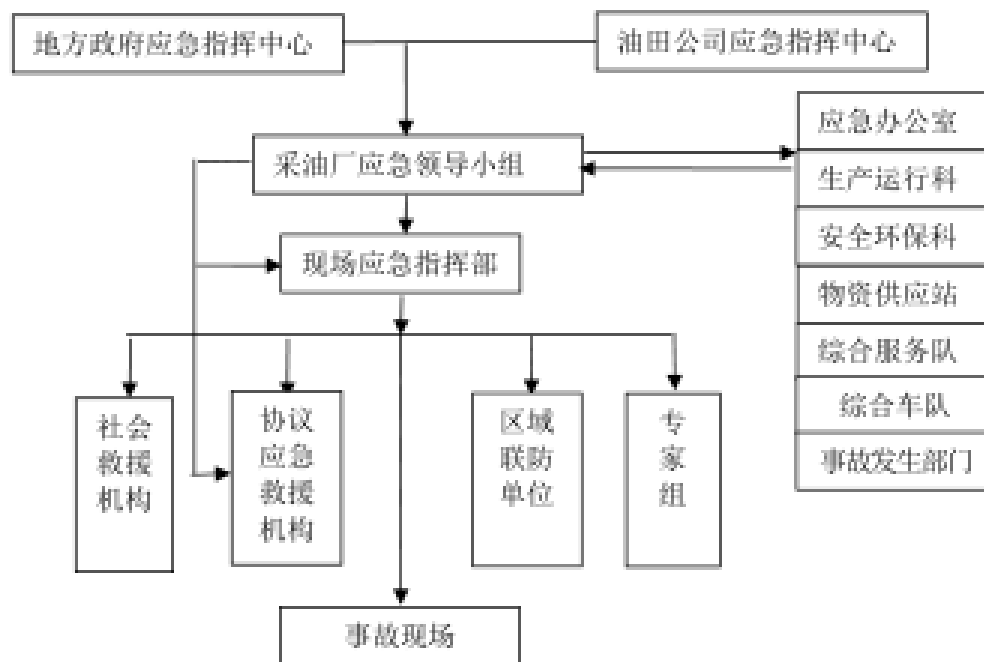 地方政府应急指挥中心
油田公司应急指挥中心
采油厂应急领导小组
现场应急指挥部
应急办公室
生产运行科
安全环保科
物资供应站
综合服务队
综合车队
事故发生部门
社会
救援
机构
协议
应急
救援
机构
区域
联防
单位
专
家
组
事故现场